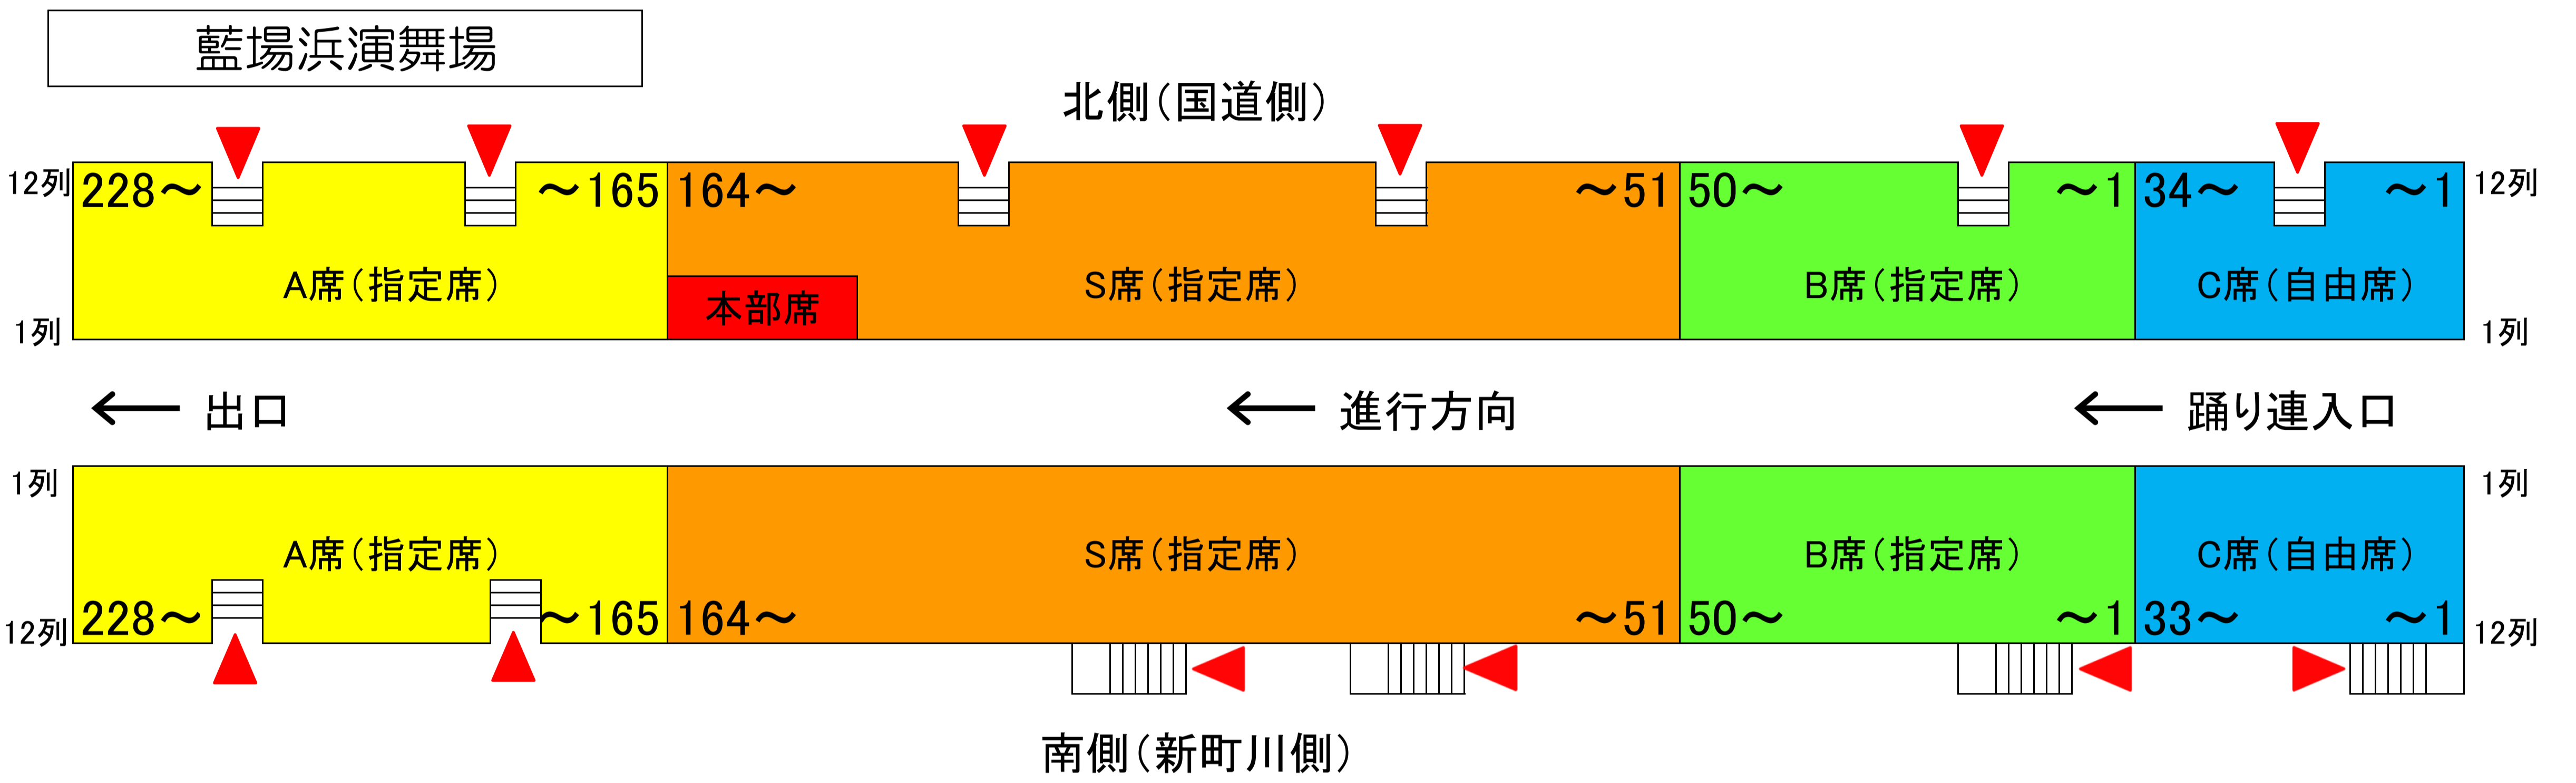 藍場浜演舞場
北側(国道側)
12列 228～ ～165 164～ ～51 50～ ～1 34～ ～1 12列
A席(指定席) 本部席 S席(指定席) B席(指定席) C席(自由席)
1列 1列
← 出口 ← 進行方向 ← 踊り連入口
1列 1列
A席(指定席) S席(指定席) B席(指定席) C席(自由席)
12列 228～ ～165 164～ ～51 50～ ～1 33～ ～1 12列
南側(新町川側)